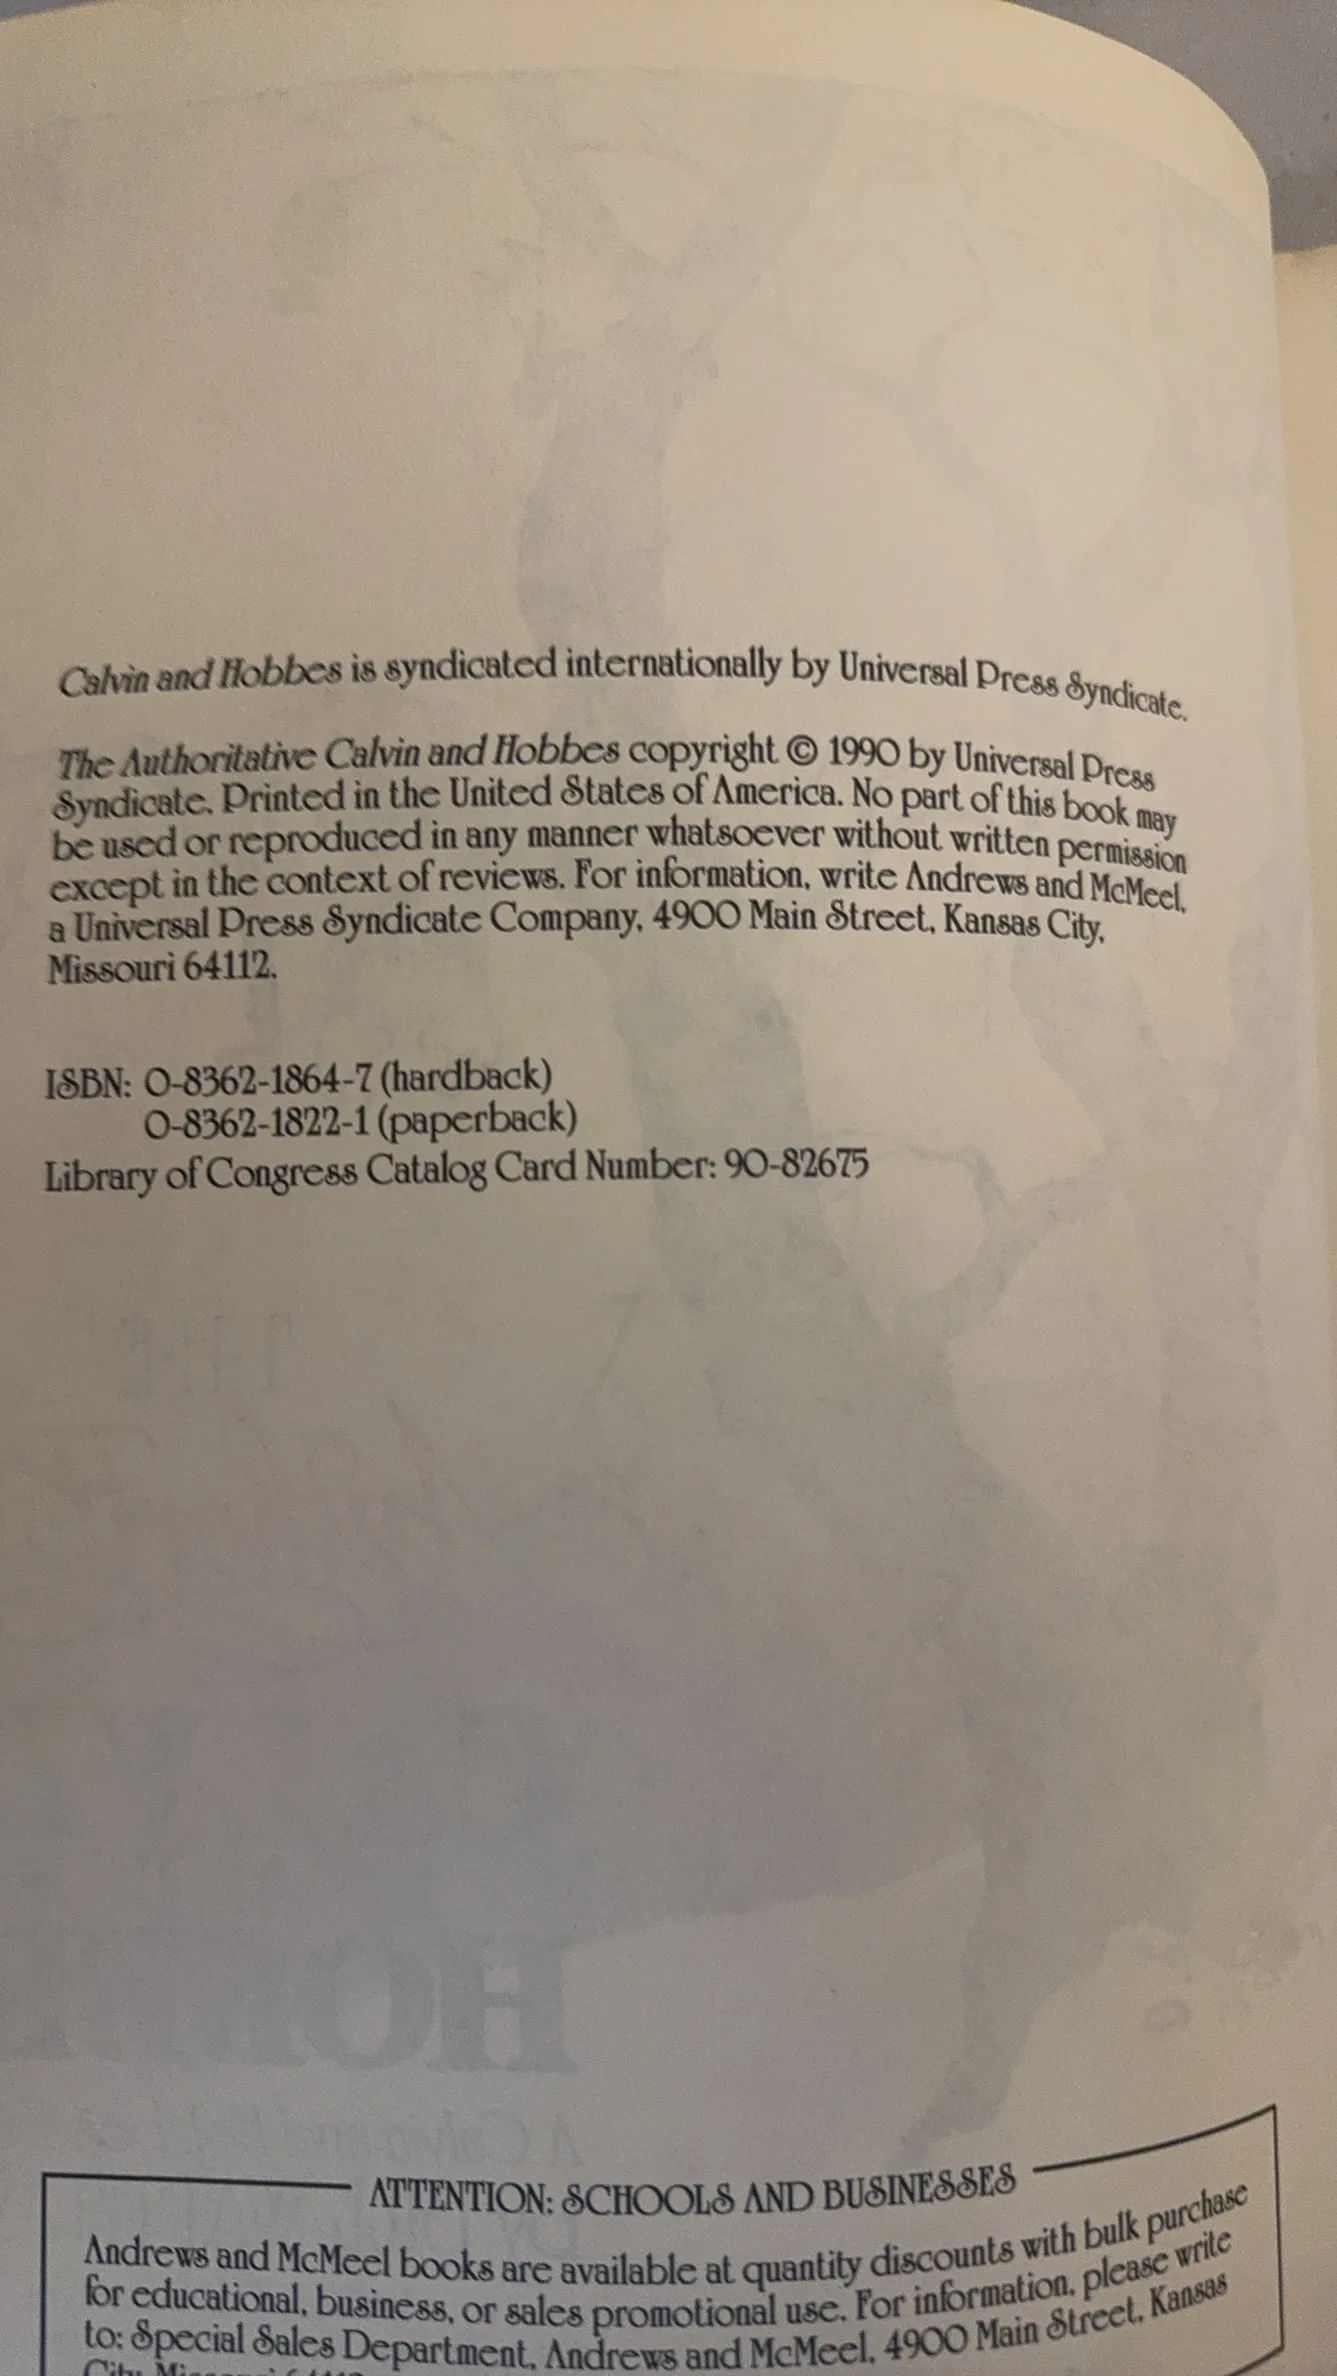 Calvin and Hobbes is syndicated internationally by Universal Press Syndicate.
The Authoritative Calvin and Hobbes copyright © 1990 by Universal Press
Syndicate. Printed in the United States of America. No part of this book may
be used or reproduced in any manner whatsoever without written permission
except in the context of reviews. For information, write Andrews and McMeel,
a Universal Press Syndicate Company, 4900 Main Street, Kansas City,
Missouri 64112.
ISBN: 0-8362-1864-7 (hardback)
0-8362-1822-1 (paperback)
Library of Congress Catalog Card Number: 90-82675
ATTENTION: SCHOOLS AND BUSINESSES
Andrews and McMeel books are available at quantity discounts with bulk purchase
for educational, business, or sales promotional use. For information, please write
to: Special Sales Department, Andrews and McMeel, 4900 Main Street, Kansas